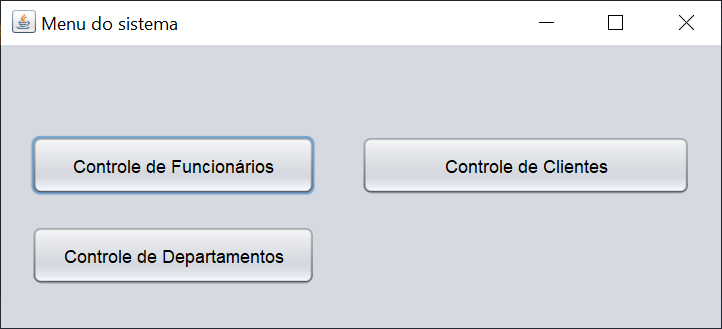 Menu do sistema
Controle de Funcionários
Controle de Clientes
Controle de Departamentos